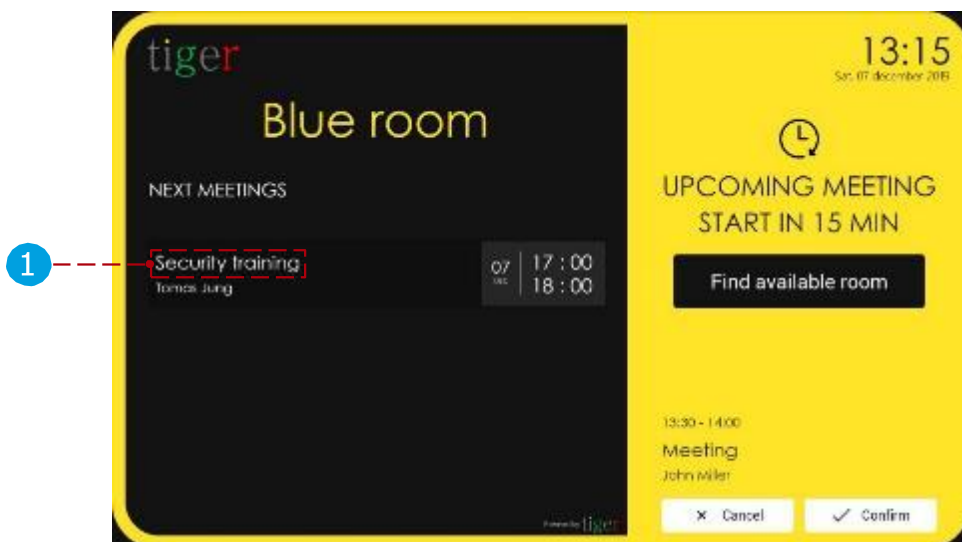 tiger
Blue room
NEXT MEETINGS
1
Security training
Tomas Jung
07
17 : 00
18 : 00
tiger
13:15
Sat, 07 december 2019
UPCOMING MEETING
START IN 15 MIN
Find available room
13:30 - 14:00
Meeting
John Miller
× Cancel
✓ Confirm